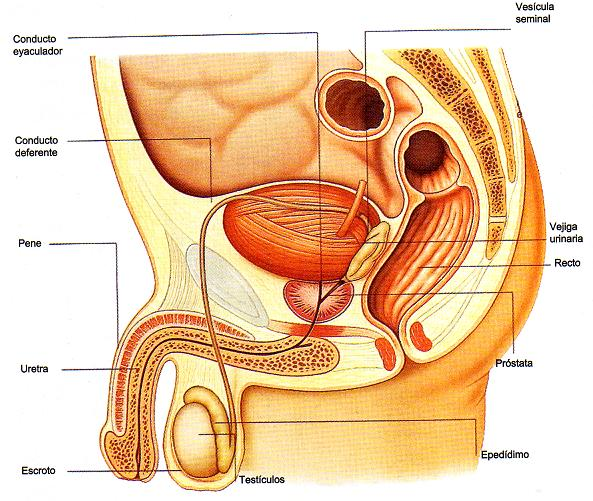 Vesícula
seminal
Conducto
eyaculador
Conducto
deferente
Pene
Vejiga
urinaria
Recto
Próstata
Uretra
Epedídimo
Escroto
Testículos